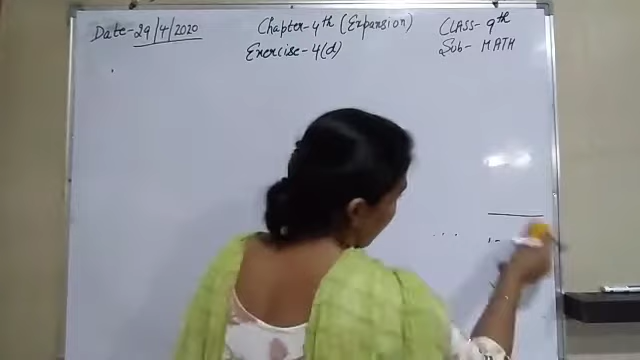 Date-29/4/2020 Chapter-4th (Expansion) CLASS-9th
Exercise-4(d) Sub- MATH